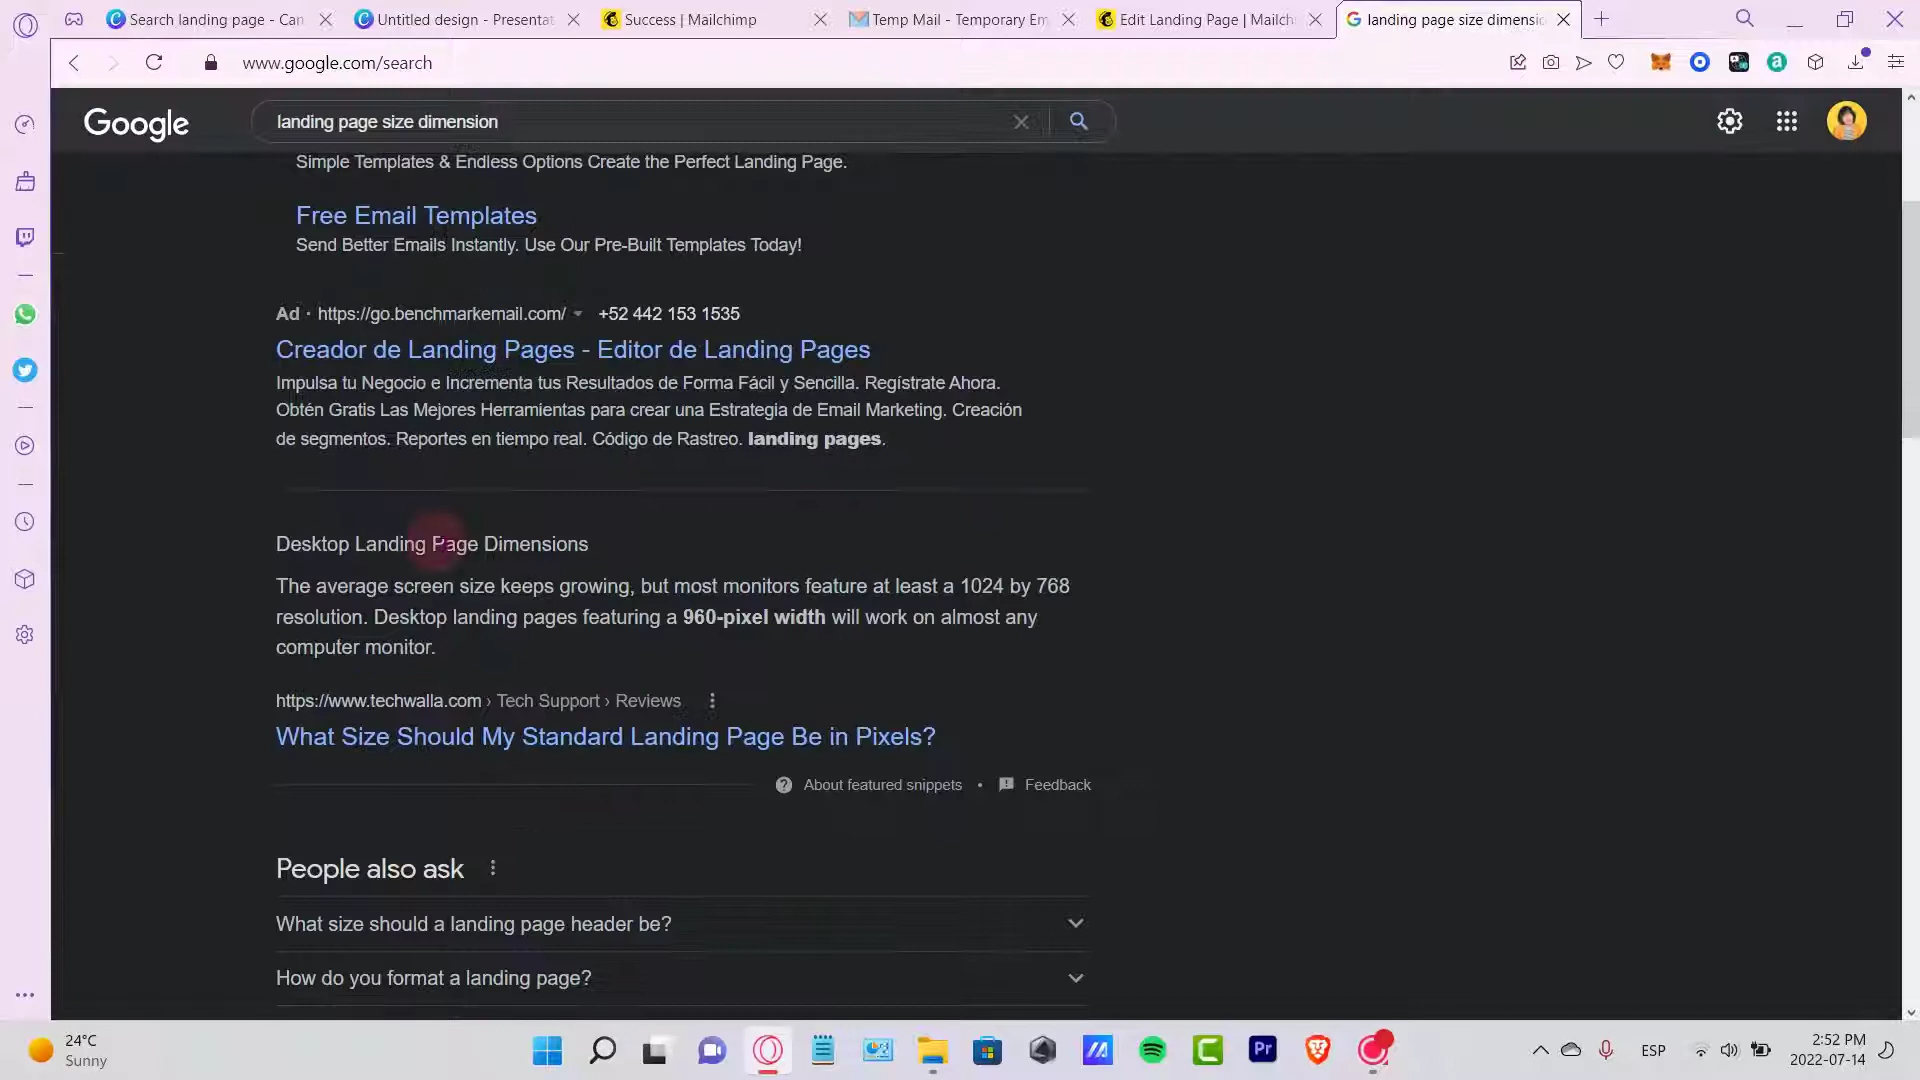 Search landing page - Can
Untitled design - Presentat
Success | Mailchimp
Temp Mail - Temporary Em
Edit Landing Page | Mailch
landing page size dimensio
www.google.com/search
Google
landing page size dimension
Simple Templates & Endless Options Create the Perfect Landing Page.
Free Email Templates
Send Better Emails Instantly. Use Our Pre-Built Templates Today!
Ad · https://go.benchmarkemail.com/ +52 442 153 1535
Creador de Landing Pages - Editor de Landing Pages
Impulsa tu Negocio e Incrementa tus Resultados de Forma Fácil y Sencilla. Regístrate Ahora.
Obtén Gratis Las Mejores Herramientas para crear una Estrategia de Email Marketing. Creación
de segmentos. Reportes en tiempo real. Código de Rastreo. landing pages.
Desktop Landing Page Dimensions
The average screen size keeps growing, but most monitors feature at least a 1024 by 768
resolution. Desktop landing pages featuring a 960-pixel width will work on almost any
computer monitor.
https://www.techwalla.com › Tech Support › Reviews
What Size Should My Standard Landing Page Be in Pixels?
About featured snippets • Feedback
People also ask
What size should a landing page header be?
How do you format a landing page?
24°C
Sunny
Pr
ESP
2:52 PM
2022-07-14